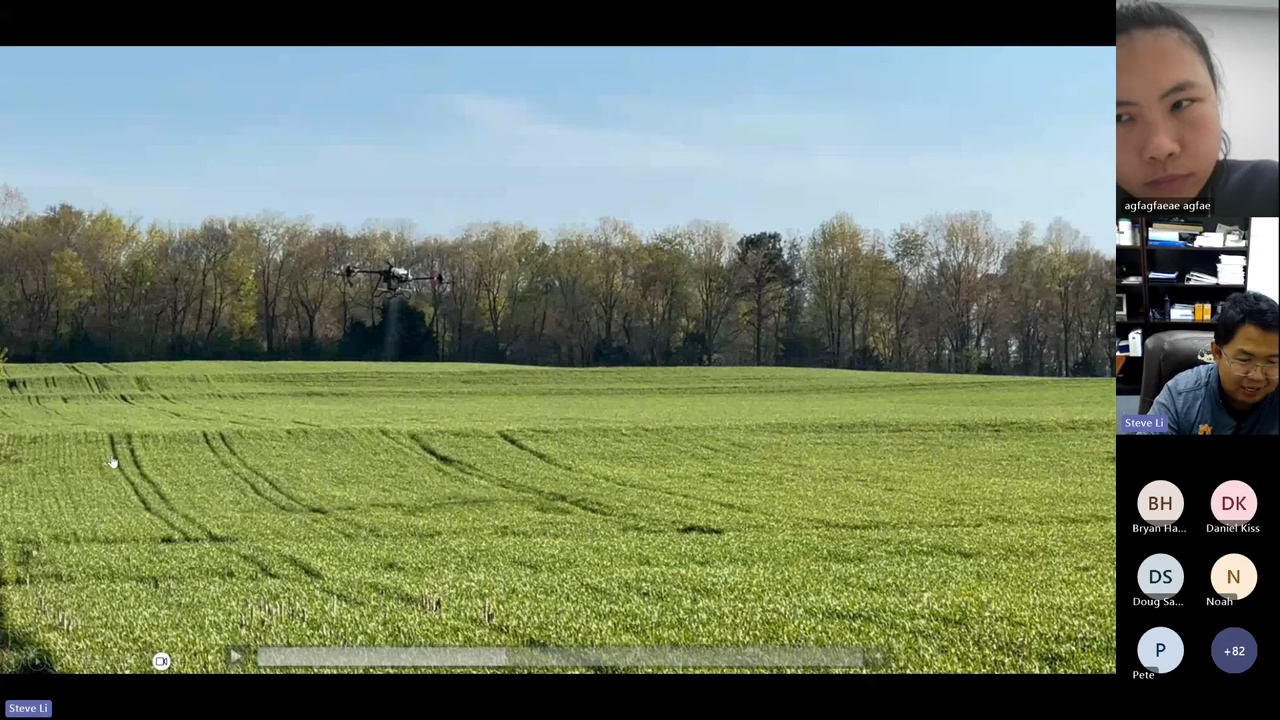 agfagfaeae agfae
Steve Li
BH
DK
Bryan Ha...
Daniel Kiss
DS
N
Doug Sa...
Noah
P
+82
Pete
Steve Li